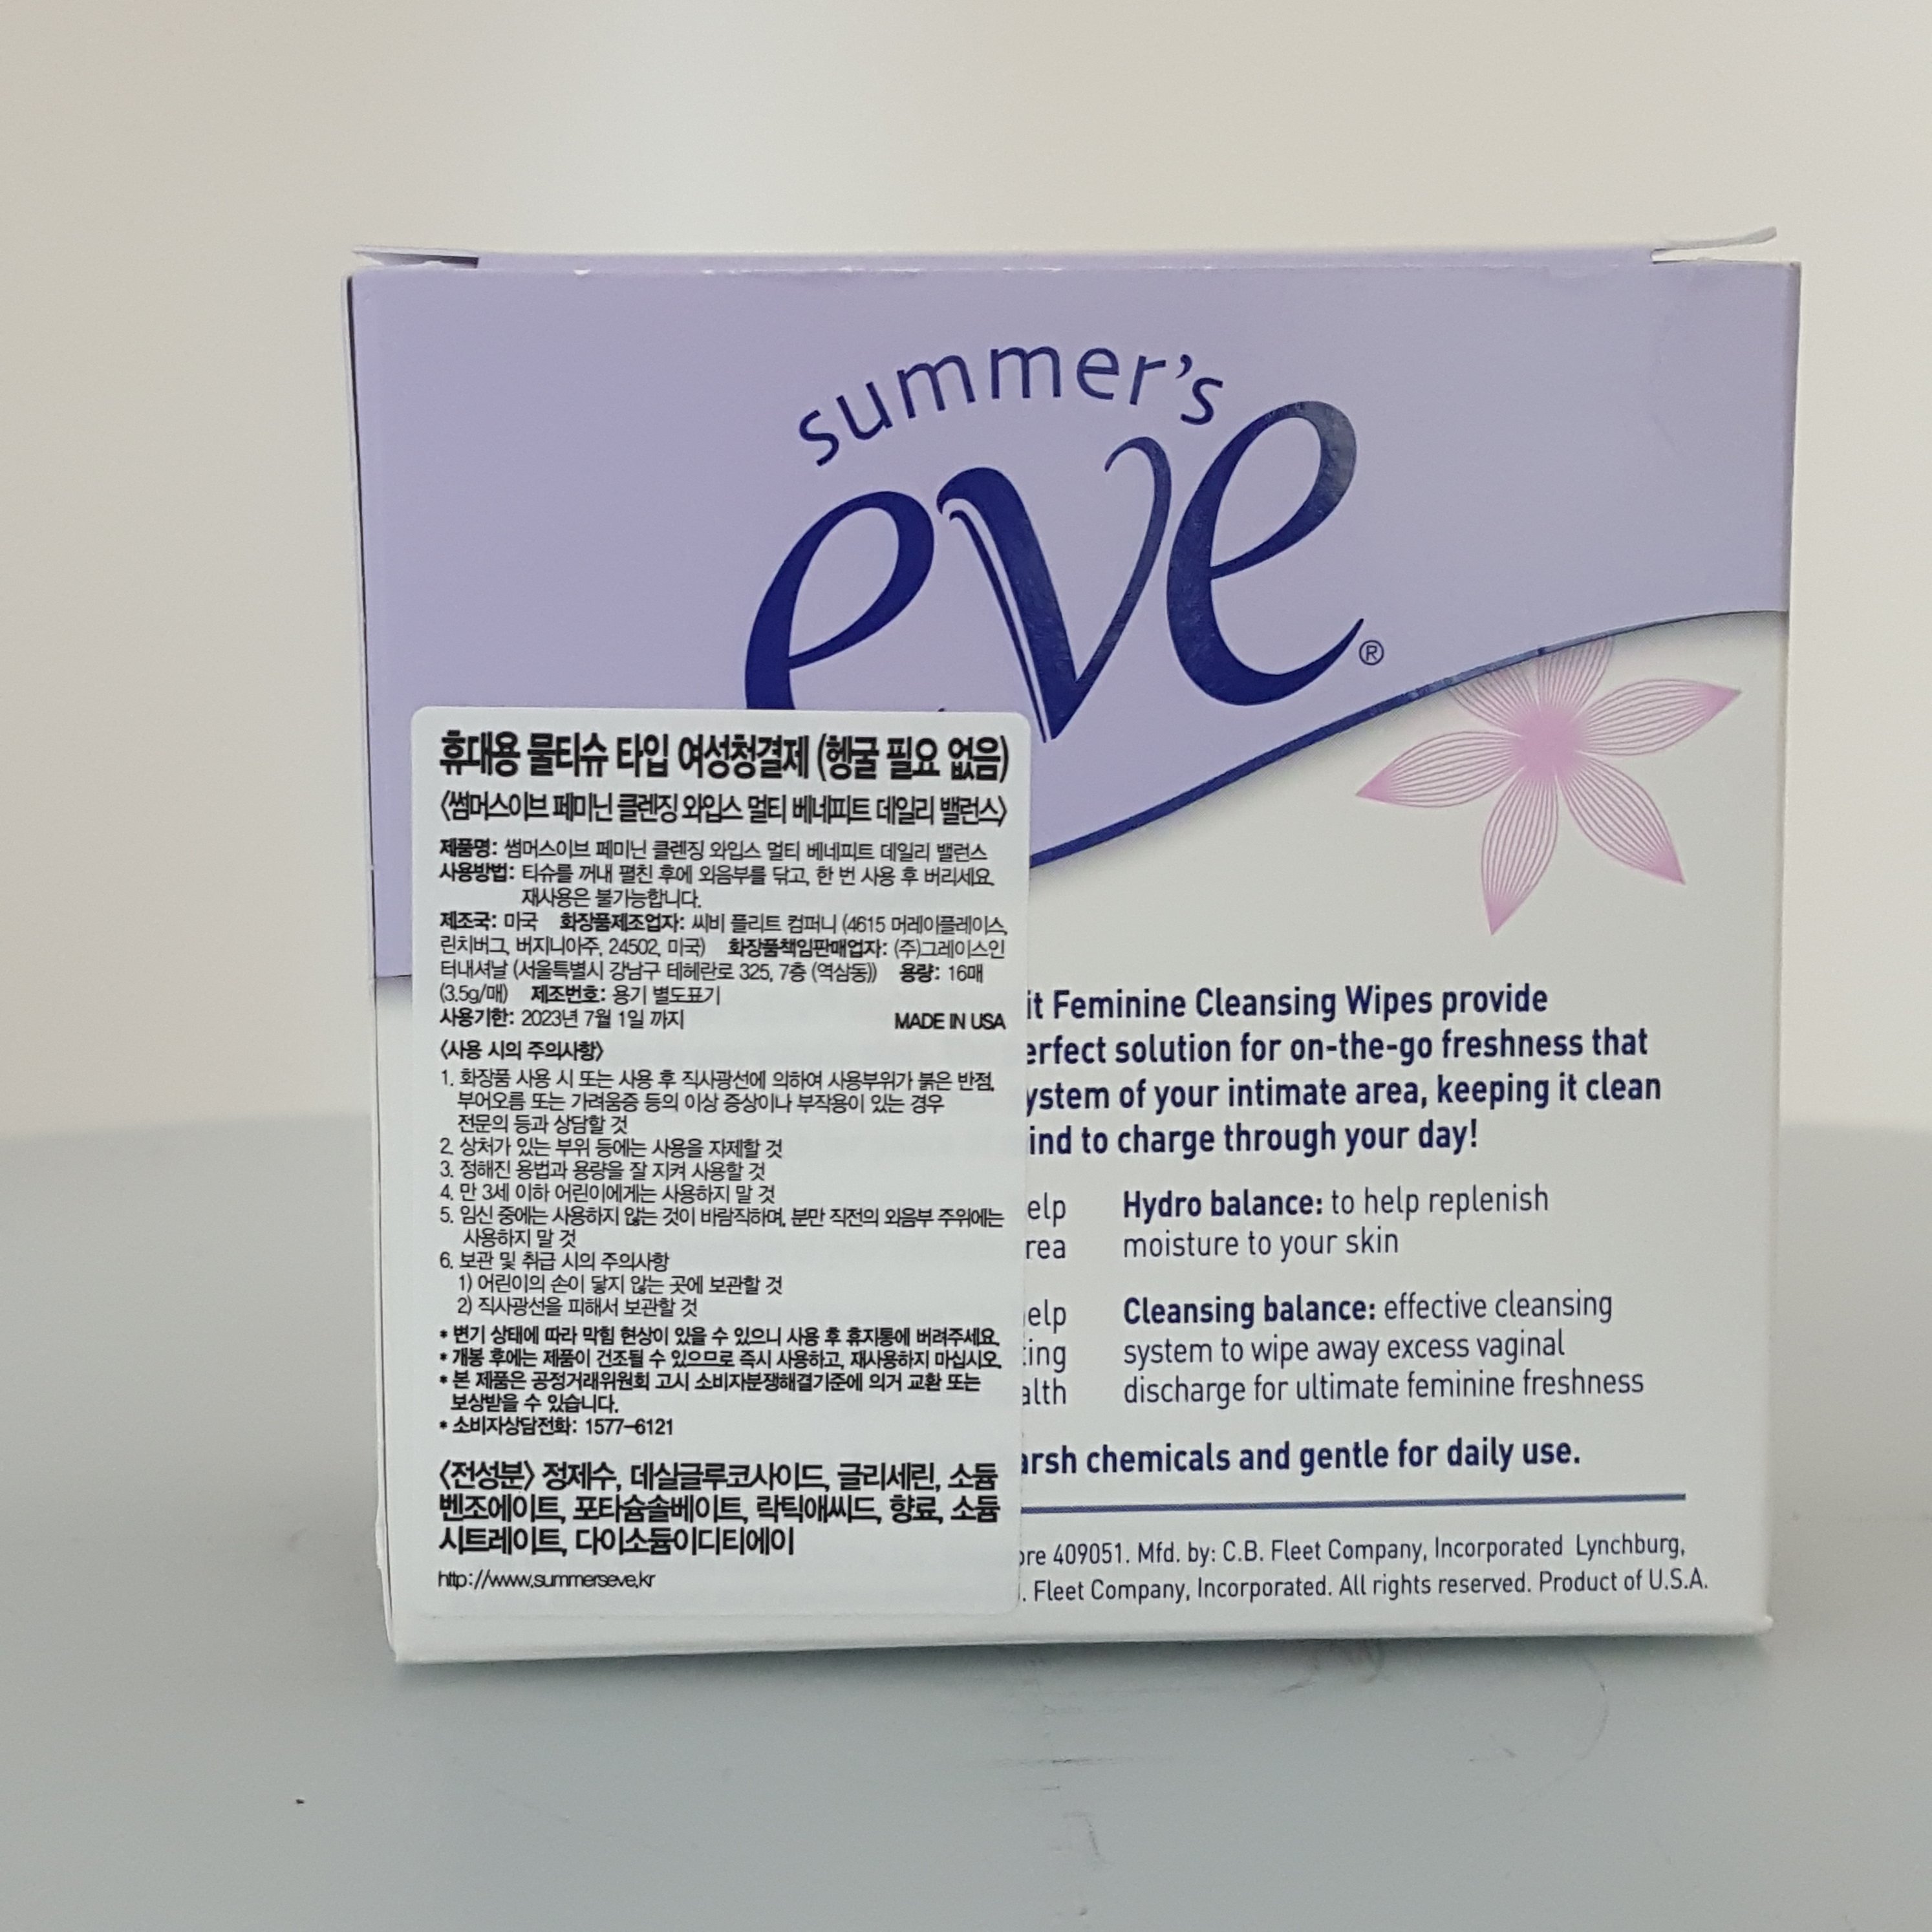 summer's
eve®
휴대용 물티슈 타입 여성청결제 (헹굴 필요 없음)
〈썸머스이브 페미닌 클렌징 와입스 멀티 베네피트 데일리 밸런스〉
제품명: 썸머스이브 페미닌 클렌징 와입스 멀티 베네피트 데일리 밸런스
사용방법: 티슈를 꺼내 펼친 후에 외음부를 닦고, 한 번 사용 후 버리세요.
재사용은 불가능합니다.
제조국: 미국 화장품제조업자: 씨비 플리트 컴퍼니 (4615 머레이플레이스,
린치버그, 버지니아주, 24502, 미국) 화장품책임판매업자: (주)그레이스인
터내셔날 (서울특별시 강남구 테헤란로 325, 7층 (역삼동)) 용량: 16매
(3.5g/매) 제조번호: 용기 별도표기
사용기한: 2023년 7월 1일 까지 MADE IN USA
〈사용 시의 주의사항〉
1. 화장품 사용 시 또는 사용 후 직사광선에 의하여 사용부위가 붉은 반점,
부어오름 또는 가려움증 등의 이상 증상이나 부작용이 있는 경우
전문의 등과 상담할 것
2. 상처가 있는 부위 등에는 사용을 자제할 것
3. 정해진 용법과 용량을 잘 지켜 사용할 것
4. 만 3세 이하 어린이에게는 사용하지 말 것
5. 임신 중에는 사용하지 않는 것이 바람직하며, 분만 직전의 외음부 주위에는
사용하지 말 것
6. 보관 및 취급 시의 주의사항
1) 어린이의 손이 닿지 않는 곳에 보관할 것
2) 직사광선을 피해서 보관할 것
* 변기 상태에 따라 막힘 현상이 있을 수 있으니 사용 후 휴지통에 버려주세요.
* 개봉 후에는 제품이 건조될 수 있으므로 즉시 사용하고, 재사용하지 마십시오.
* 본 제품은 공정거래위원회 고시 소비자분쟁해결기준에 의거 교환 또는
보상받을 수 있습니다.
* 소비자상담전화: 1577-6121
〈전성분〉 정제수, 데실글루코사이드, 글리세린, 소듐
벤조에이트, 포타슘솔베이트, 락틱애씨드, 향료, 소듐
시트레이트, 다이소듐이디티에이
http://www.summerseve.kr
it Feminine Cleansing Wipes provide
erfect solution for on-the-go freshness that
ystem of your intimate area, keeping it clean
ind to charge through your day!
elp
rea
Hydro balance: to help replenish
moisture to your skin
elp
ing
alth
Cleansing balance: effective cleansing
system to wipe away excess vaginal
discharge for ultimate feminine freshness
arsh chemicals and gentle for daily use.
ore 409051. Mfd. by: C.B. Fleet Company, Incorporated Lynchburg,
. Fleet Company, Incorporated. All rights reserved. Product of U.S.A.